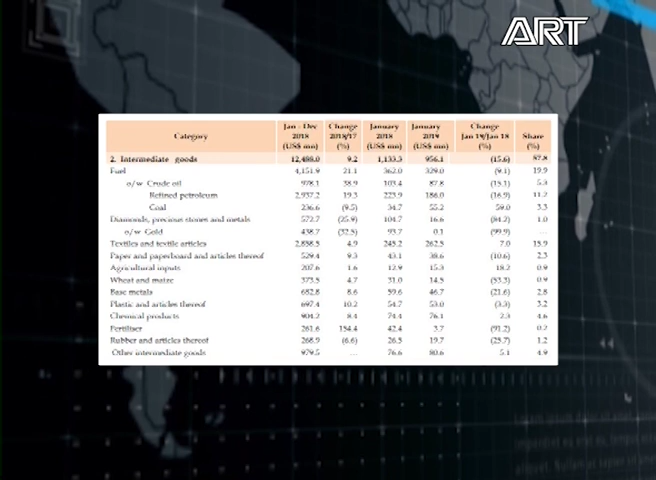 ART
Category Jan - Dec 2018 (US$ mn) Change 2018/17 (%) January 2018 (US$ mn) January 2019 (US$ mn) Change Jan 19/Jan 18 (%) Share (%)
2. Intermediate goods 12,488.0 9.2 1,133.3 956.1 (15.6) 57.8
Fuel 4,151.9 21.1 362.0 329.0 (9.1) 19.9
o/w Crude oil 978.1 38.9 103.4 87.8 (15.1) 5.3
Refined petroleum 2,937.2 19.3 223.9 186.0 (16.9) 11.2
Coal 236.6 (9.5) 34.7 55.2 59.0 3.3
Diamonds, precious stones and metals 572.7 (25.9) 104.7 16.6 (84.2) 1.0
o/w Gold 438.7 (32.5) 93.7 0.1 (99.9) ...
Textiles and textile articles 2,858.5 4.9 245.2 262.5 7.0 15.9
Paper and paperboard and articles thereof 529.4 9.3 43.1 38.6 (10.6) 2.3
Agricultural inputs 207.6 1.6 12.9 15.3 18.2 0.9
Wheat and maize 373.5 4.7 31.0 14.5 (53.3) 0.9
Base metals 682.8 8.6 59.6 46.7 (21.6) 2.8
Plastic and articles thereof 697.4 10.2 54.7 53.0 (3.3) 3.2
Chemical products 904.2 8.4 74.4 76.1 2.3 4.6
Fertiliser 261.6 154.4 42.4 3.7 (91.2) 0.2
Rubber and articles thereof 268.9 (6.6) 26.5 19.7 (25.7) 1.2
Other intermediate goods 979.5 ... 76.6 80.6 5.1 4.9